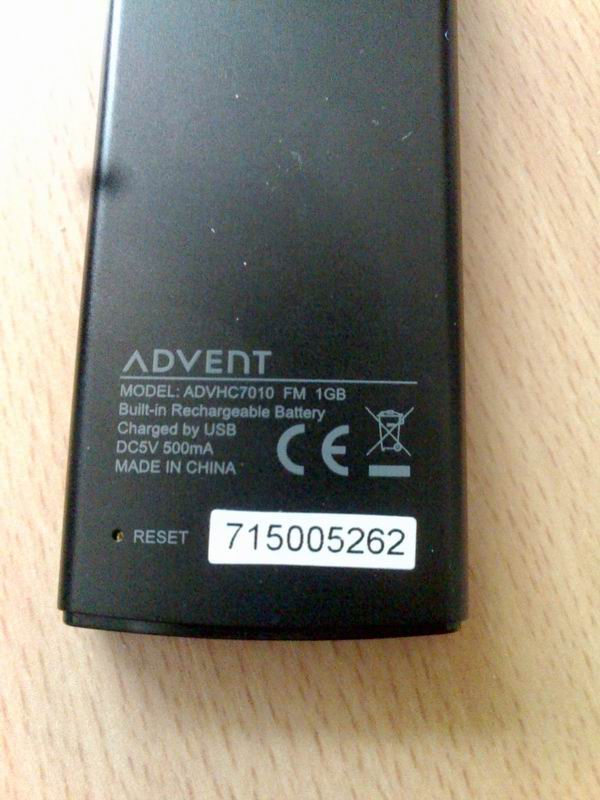 ADVENT
MODEL: ADVHC7010 FM 1GB
Built-in Rechargeable Battery
Charged by USB
DC5V 500mA
MADE IN CHINA
CE
RESET
715005262